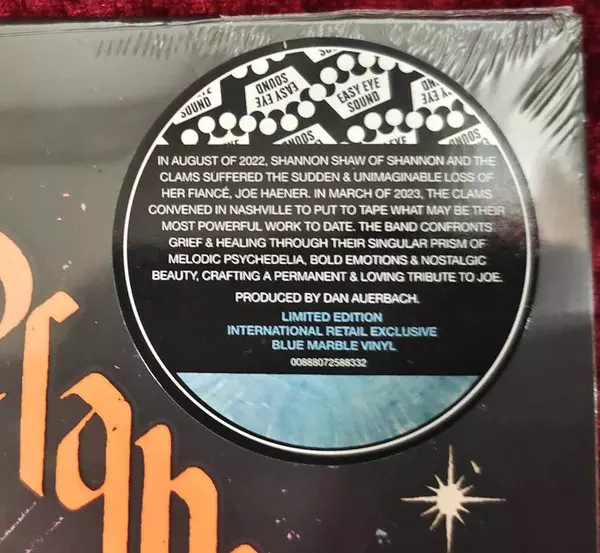 EASY EYE SOUND
EASY EYE SOUND
EASY EYE
SOUND
IN AUGUST OF 2022, SHANNON SHAW OF SHANNON AND THE
CLAMS SUFFERED THE SUDDEN & UNIMAGINABLE LOSS OF
HER FIANCÉ, JOE HAENER. IN MARCH OF 2023, THE CLAMS
CONVENED IN NASHVILLE TO PUT TO TAPE WHAT MAY BE THEIR
MOST POWERFUL WORK TO DATE. THE BAND CONFRONTS
GRIEF & HEALING THROUGH THEIR SINGULAR PRISM OF
MELODIC PSYCHEDELIA, BOLD EMOTIONS & NOSTALGIC
BEAUTY, CRAFTING A PERMANENT & LOVING TRIBUTE TO JOE.
PRODUCED BY DAN AUERBACH.
LIMITED EDITION
INTERNATIONAL RETAIL EXCLUSIVE
BLUE MARBLE VINYL
00888072588332